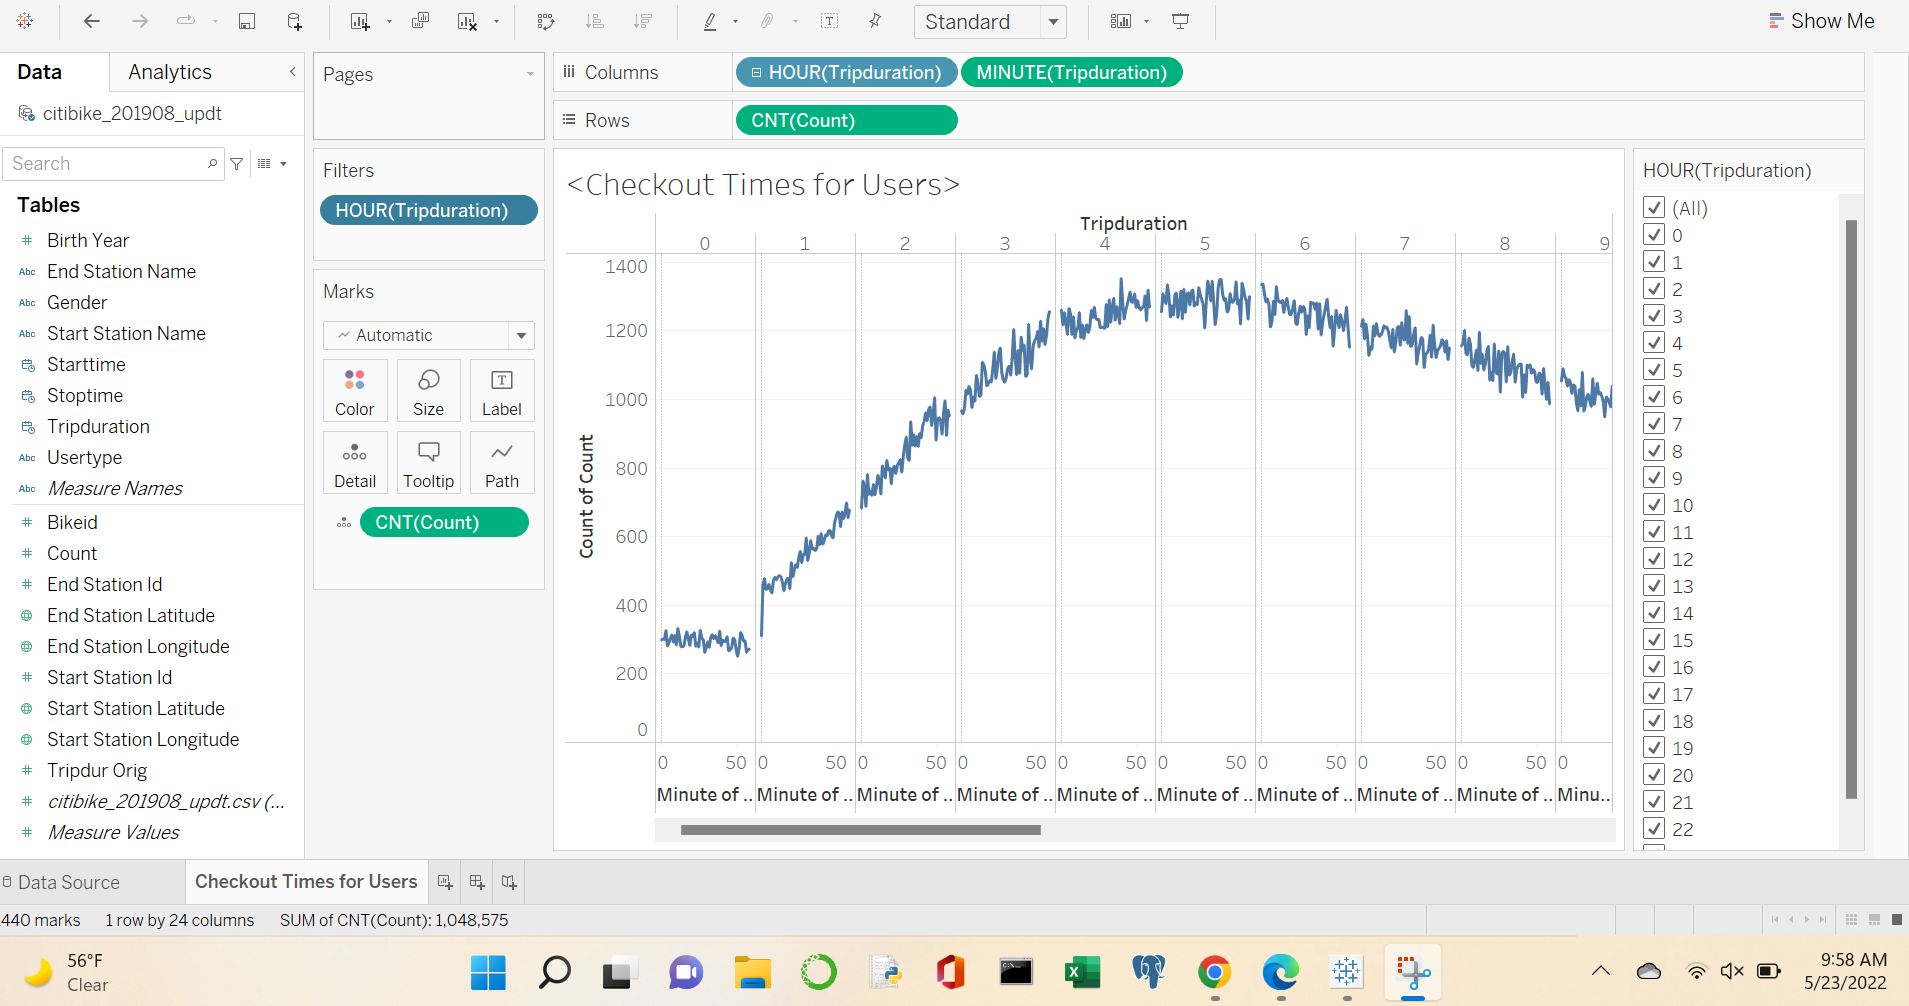 Standard
Show Me
Data
Analytics
citibike_201908_updt
Search
Tables
Birth Year
Abc End Station Name
Abc Gender
Abc Start Station Name
Starttime
Stoptime
Tripduration
Abc Usertype
Abc Measure Names
Bikeid
Count
End Station Id
End Station Latitude
End Station Longitude
Start Station Id
Start Station Latitude
Start Station Longitude
Tripdur Orig
citibike_201908_updt.csv (...
Measure Values
Pages
Filters
HOUR(Tripduration)
Marks
Automatic
Color Size Label
Detail Tooltip Path
CNT(Count)
Columns HOUR(Tripduration) MINUTE(Tripduration)
Rows CNT(Count)
<Checkout Times for Users>
Tripduration
0 1 2 3 4 5 6 7 8 9
Count of Count
1400
1200
1000
800
600
400
200
0
0 50 0 50 0 50 0 50 0 50 0 50 0 50 0 50 0 50 0
Minute of .. Minute of .. Minute of .. Minute of .. Minute of .. Minute of .. Minute of .. Minute of .. Minute of .. Minu..
HOUR(Tripduration)
(All)
0
1
2
3
4
5
6
7
8
9
10
11
12
13
14
15
16
17
18
19
20
21
22
Data Source
Checkout Times for Users
440 marks 1 row by 24 columns SUM of CNT(Count): 1,048,575
56°F
Clear
9:58 AM
5/23/2022